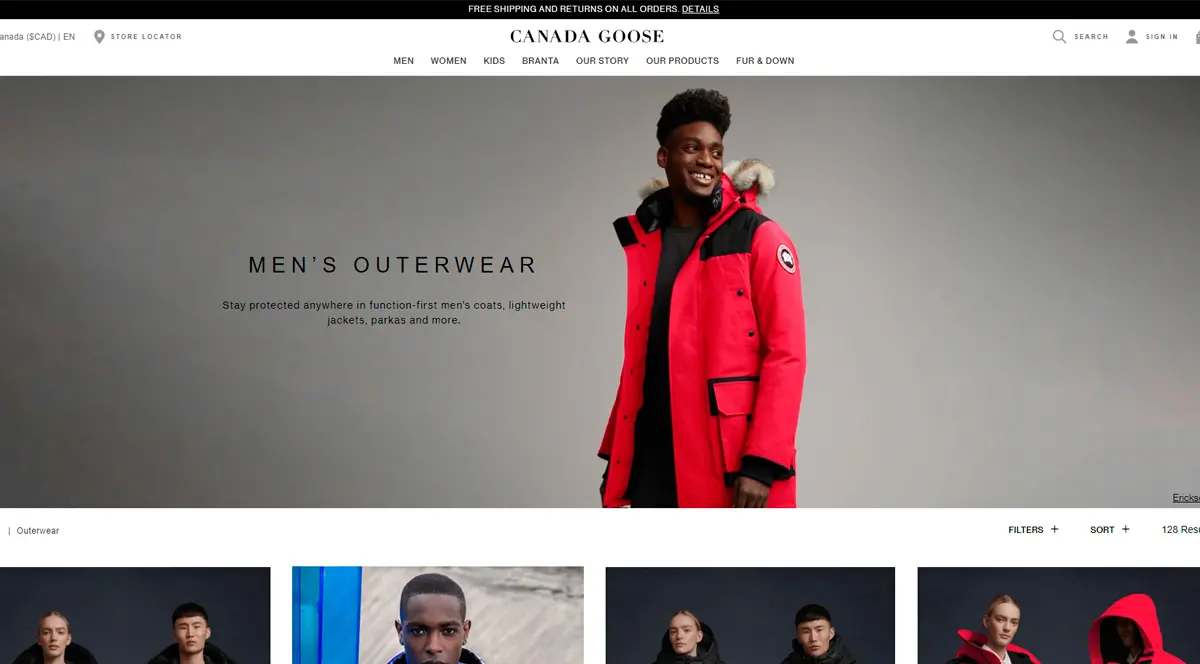 FREE SHIPPING AND RETURNS ON ALL ORDERS. DETAILS
anada ($CAD) | EN
STORE LOCATOR
CANADA GOOSE
SEARCH
SIGN IN
MEN WOMEN KIDS BRANTA OUR STORY OUR PRODUCTS FUR & DOWN
MEN'S OUTERWEAR
Stay protected anywhere in function-first men's coats, lightweight
jackets, parkas and more.
Ericks
| Outerwear
FILTERS +
SORT +
128 Resu